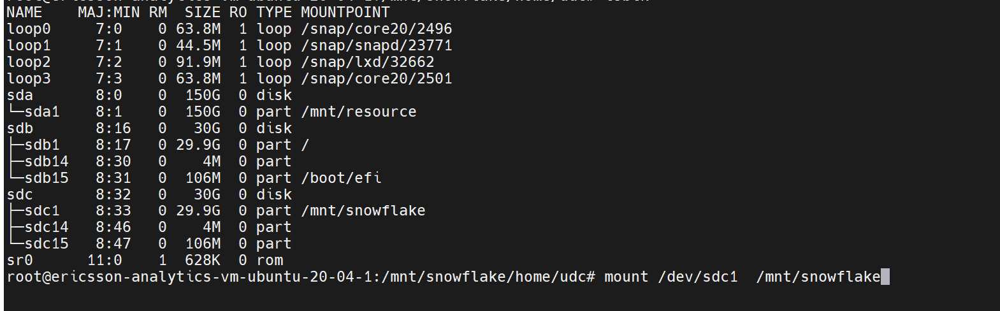 NAME    MAJ:MIN RM   SIZE RO TYPE MOUNTPOINT
loop0     7:0    0  63.8M  1 loop /snap/core20/2496
loop1     7:1    0  44.5M  1 loop /snap/snapd/23771
loop2     7:2    0  91.9M  1 loop /snap/lxd/32662
loop3     7:3    0  63.8M  1 loop /snap/core20/2501
sda       8:0    0   150G  0 disk
└─sda1    8:1    0   150G  0 part /mnt/resource
sdb       8:16   0    30G  0 disk
├─sdb1    8:17   0  29.9G  0 part /
├─sdb14   8:30   0     4M  0 part
└─sdb15   8:31   0   106M  0 part /boot/efi
sdc       8:32   0    30G  0 disk
├─sdc1    8:33   0  29.9G  0 part /mnt/snowflake
├─sdc14   8:46   0     4M  0 part
└─sdc15   8:47   0   106M  0 part
sr0      11:0    1   628K  0 rom
root@ericsson-analytics-vm-ubuntu-20-04-1:/mnt/snowflake/home/udc# mount /dev/sdc1  /mnt/snowflake